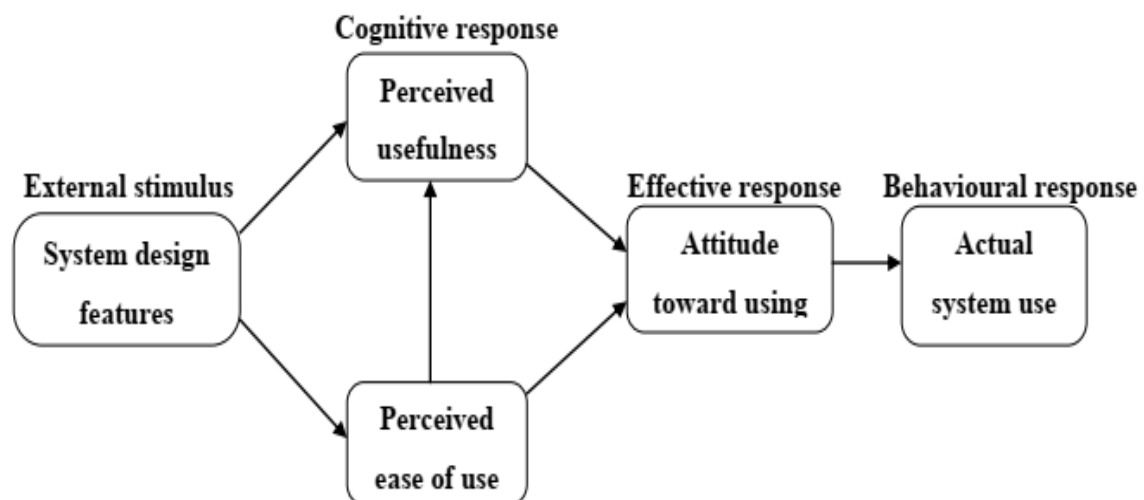 Cognitive response
Perceived
usefulness
External stimulus
System design
features
Effective response
Attitude
toward using
Behavioural response
Actual
system use
Perceived
ease of use